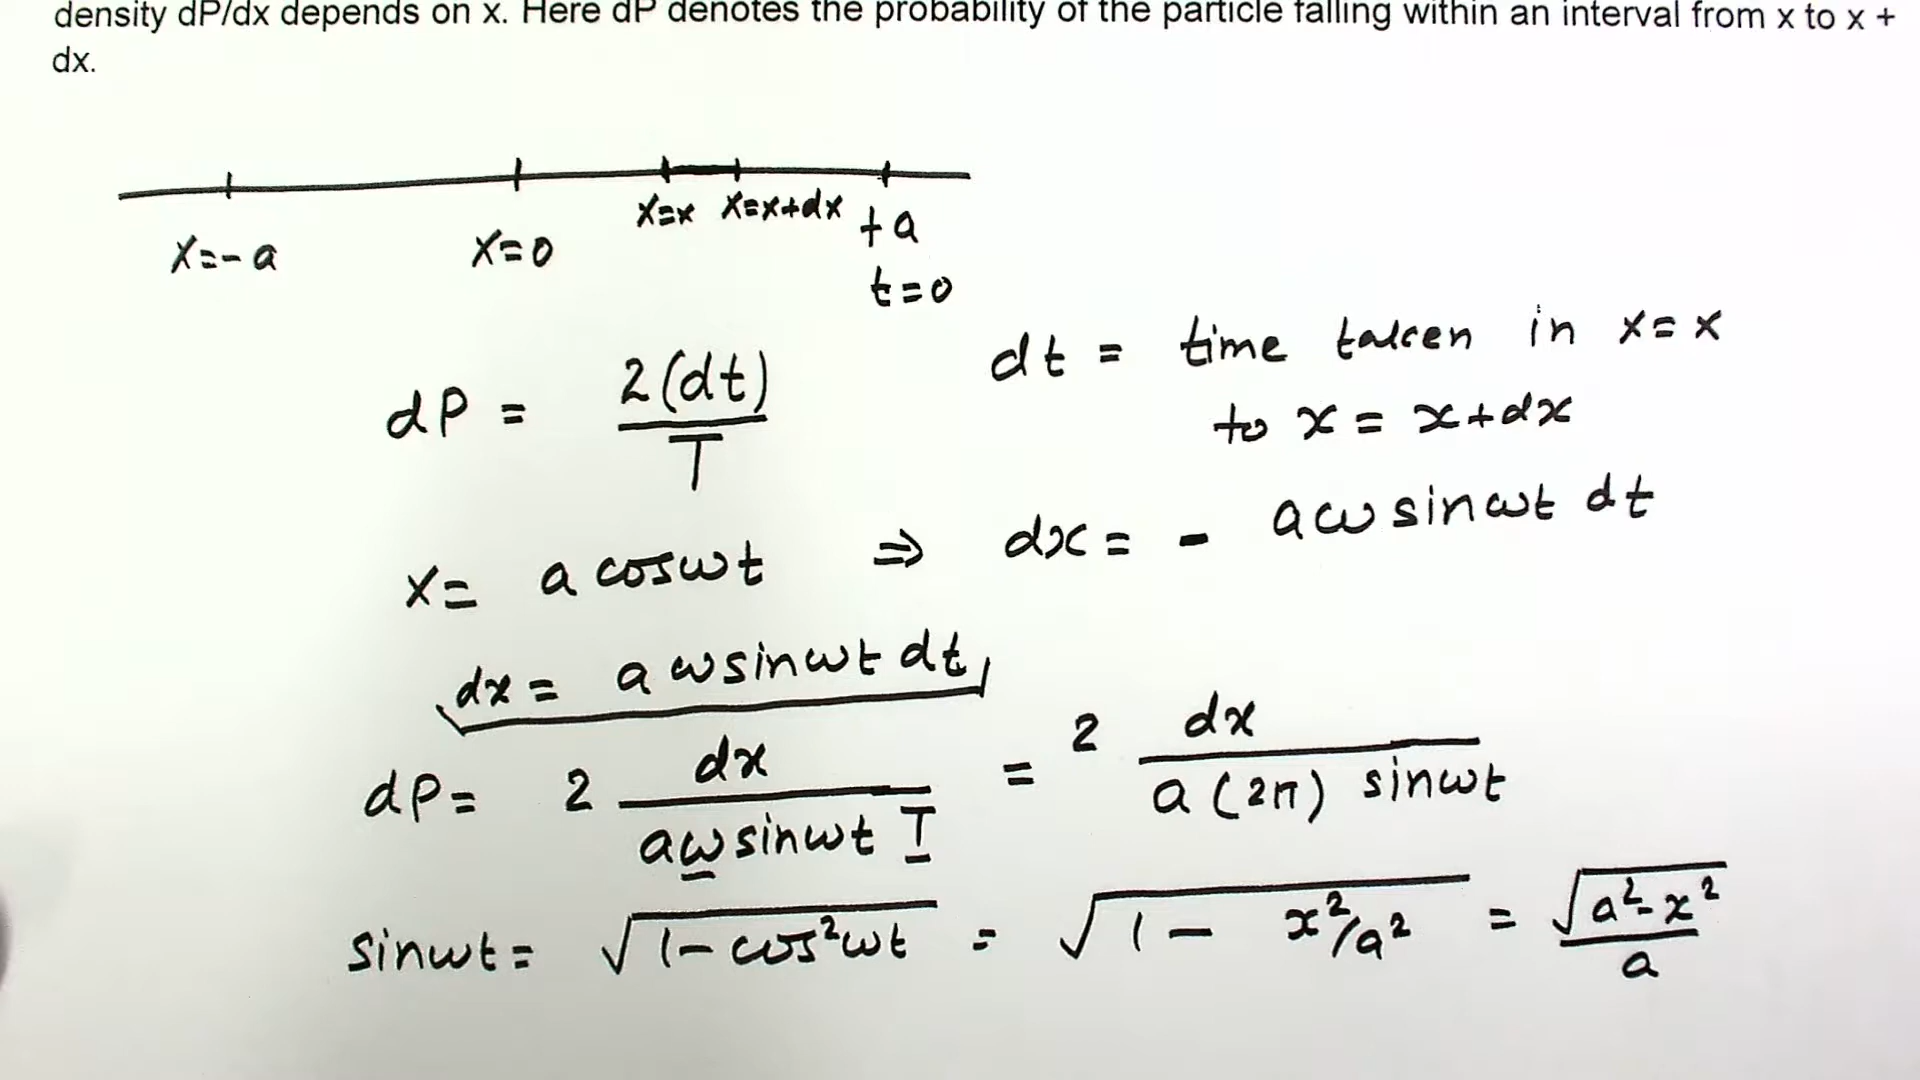 density dP/dx depends on x. Here dP denotes the probability of the particle falling within an interval from x to x +
dx.
x=-a x=0 x=x x=x+dx +a
t=0
dP = 2(dt)/T dt = time taken in x=x
to x = x+dx
x= a cosωt ⇒ dx = - aω sinωt dt
dx = a ω sinωt dt
dP = 2 dx/(aω sinωt T) = 2 dx/(a(2π) sinωt)
sinωt = √(1-cos²ωt) = √(1 - x²/a²) = √(a²-x²)/a